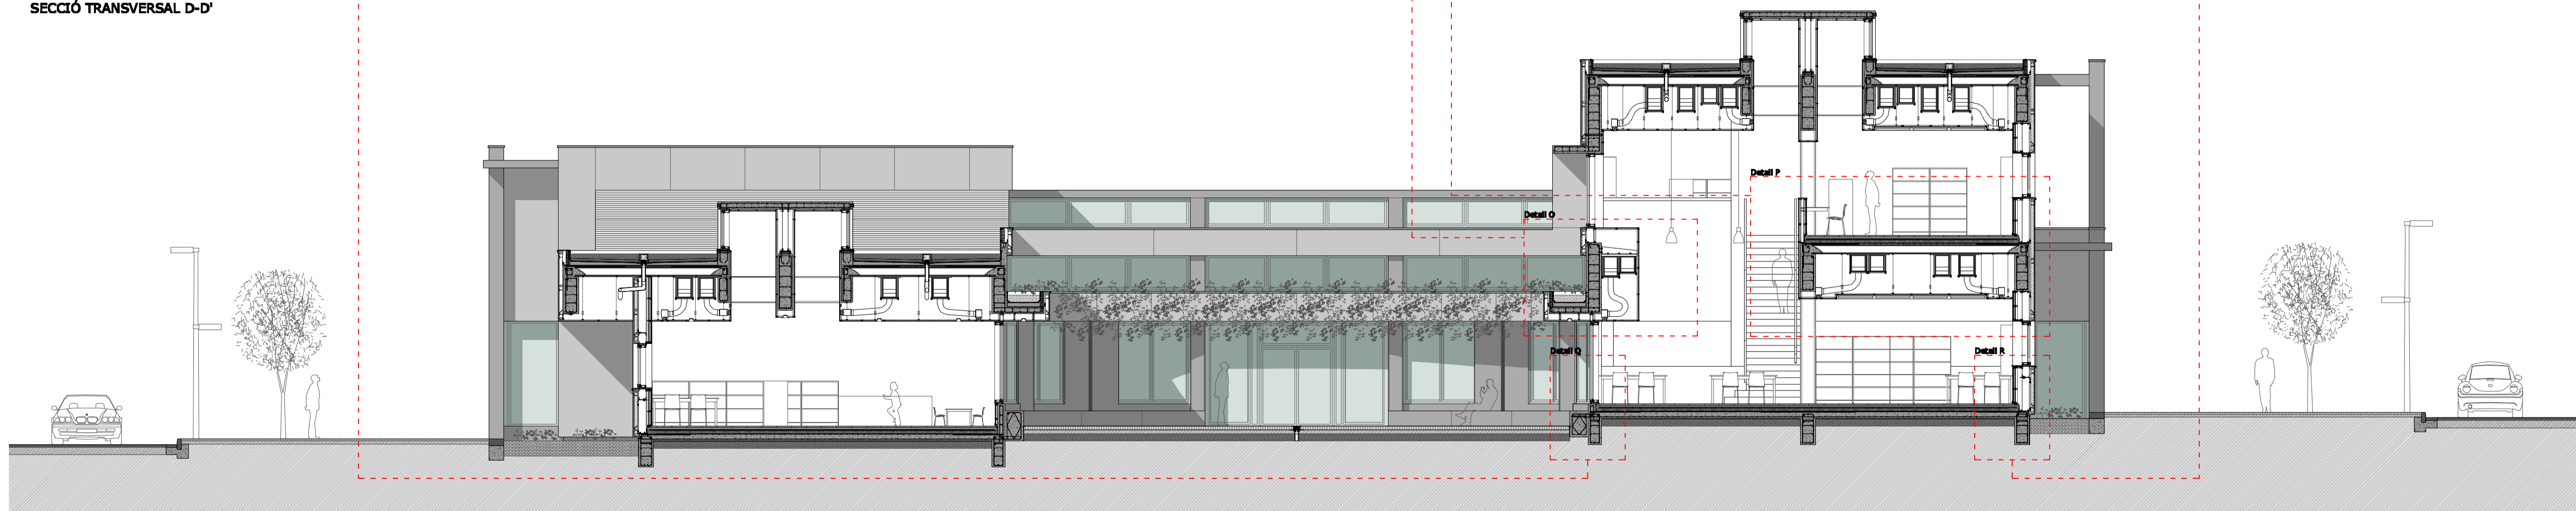 SECCIÓ TRANSVERSAL D-D'
Detall P
Detall O
Detall Q
Detall R